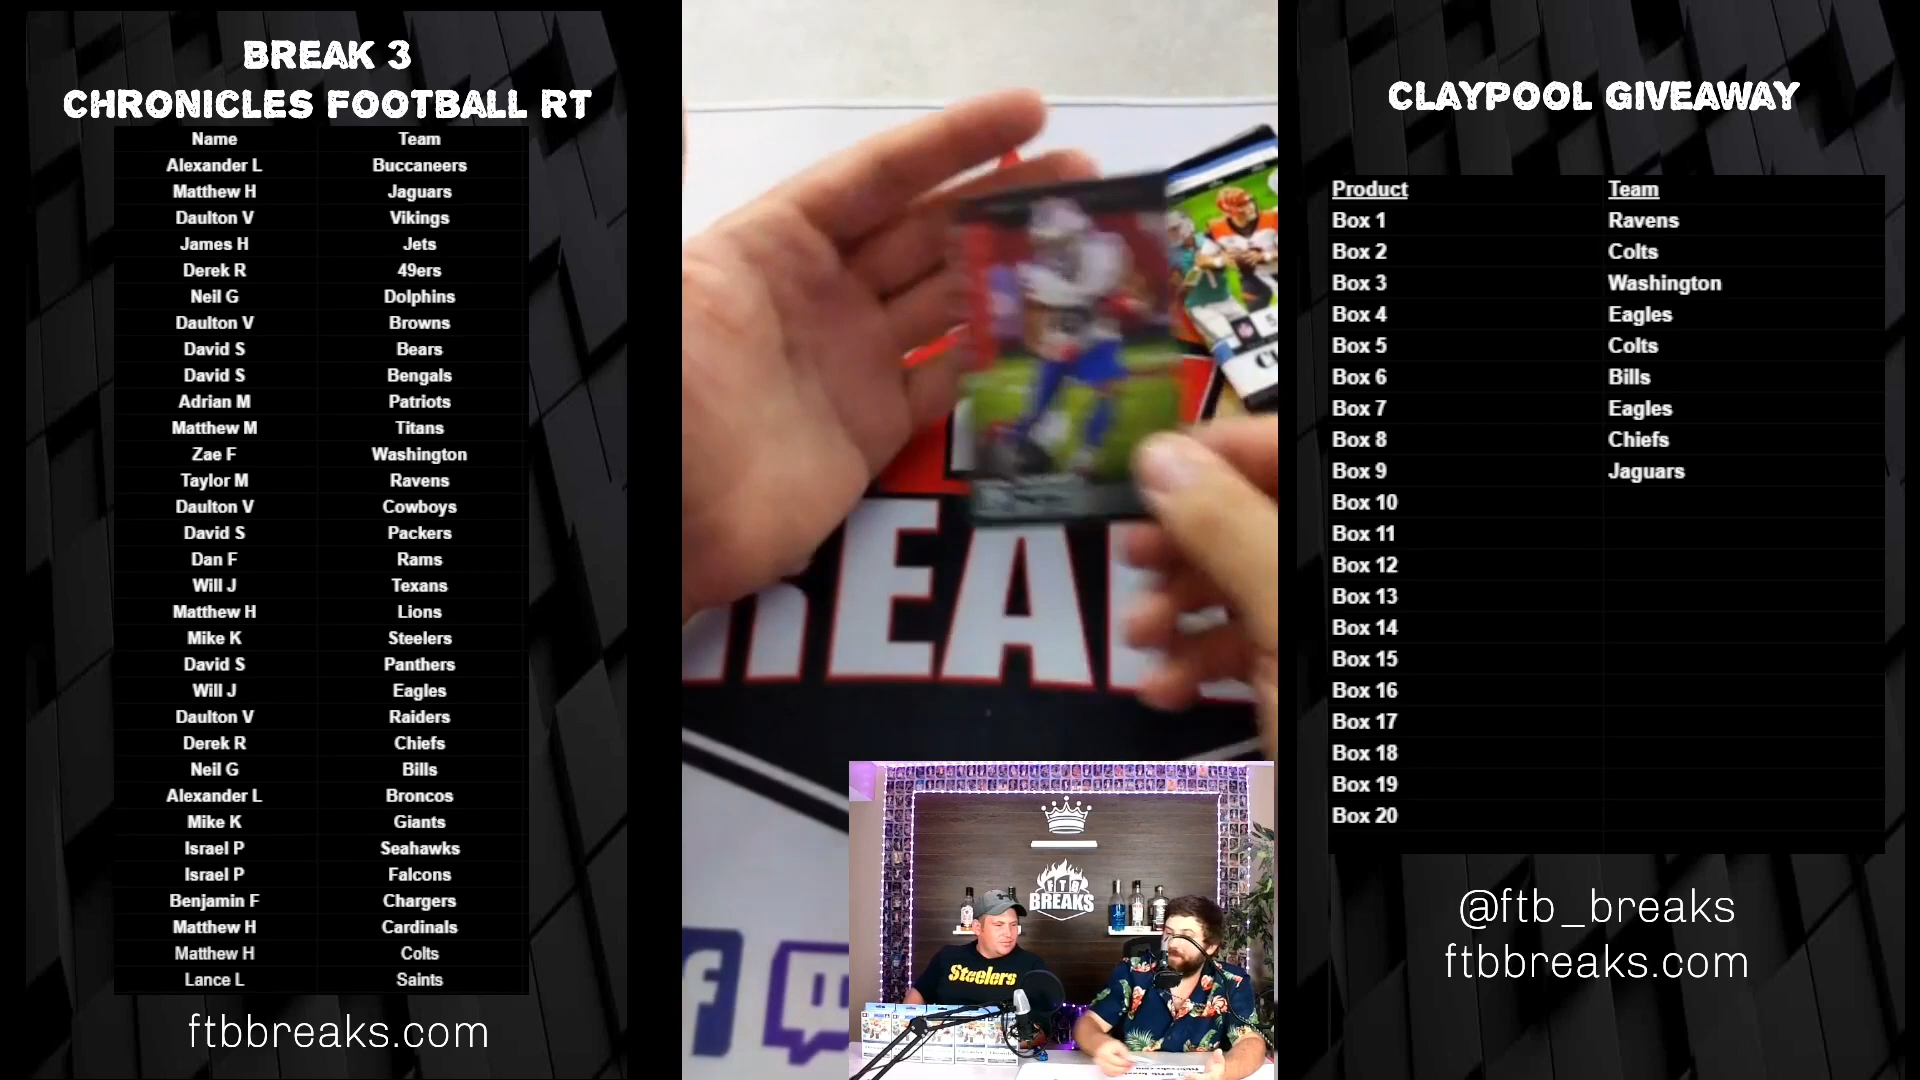 BREAK 3
CHRONICLES FOOTBALL RT
Name Team
Alexander L Buccaneers
Matthew H Jaguars
Daulton V Vikings
James H Jets
Derek R 49ers
Neil G Dolphins
Daulton V Browns
David S Bears
David S Bengals
Adrian M Patriots
Matthew M Titans
Zae F Washington
Taylor M Ravens
Daulton V Cowboys
David S Packers
Dan F Rams
Will J Texans
Matthew H Lions
Mike K Steelers
David S Panthers
Will J Eagles
Daulton V Raiders
Derek R Chiefs
Neil G Bills
Alexander L Broncos
Mike K Giants
Israel P Seahawks
Israel P Falcons
Benjamin F Chargers
Matthew H Cardinals
Matthew H Colts
Lance L Saints
ftbbreaks.com
FTB
BREAKS
Steelers
CLAYPOOL GIVEAWAY
Product Team
Box 1 Ravens
Box 2 Colts
Box 3 Washington
Box 4 Eagles
Box 5 Colts
Box 6 Bills
Box 7 Eagles
Box 8 Chiefs
Box 9 Jaguars
Box 10
Box 11
Box 12
Box 13
Box 14
Box 15
Box 16
Box 17
Box 18
Box 19
Box 20
@ftb_breaks
ftbbreaks.com